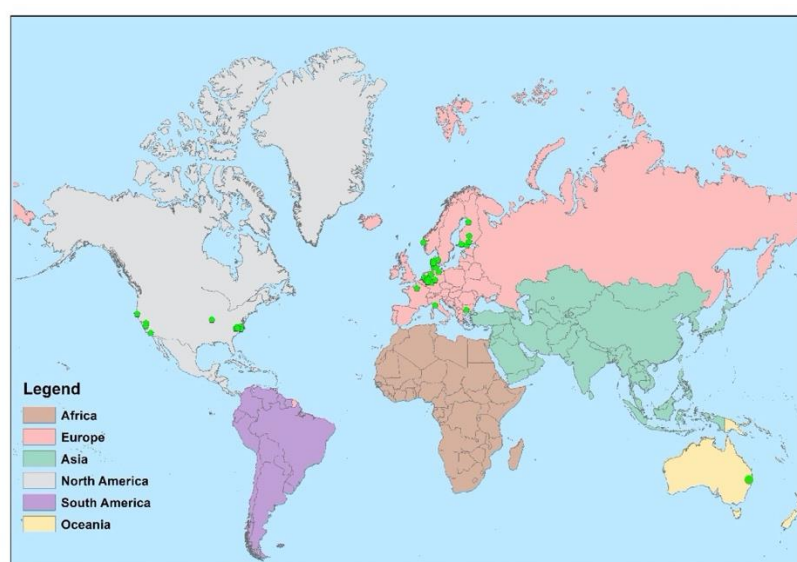 Legend
Africa
Europe
Asia
North America
South America
Oceania